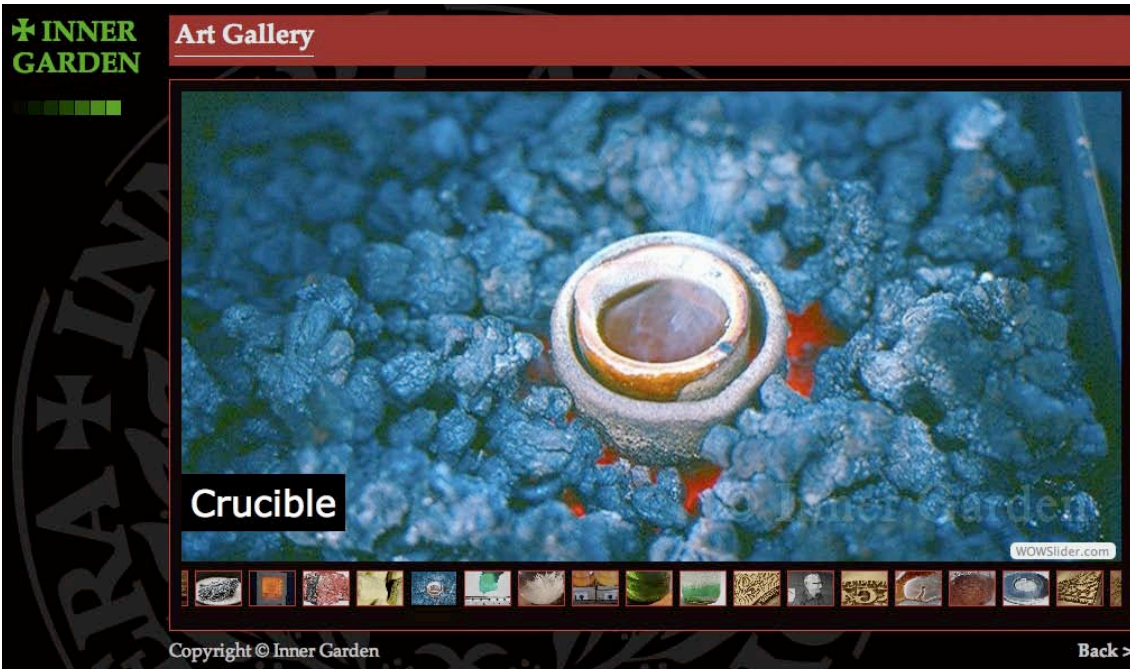 ✠ INNER
GARDEN
Art Gallery
Crucible
© Inner Garden
WOWSlider.com
Copyright © Inner Garden
Back >